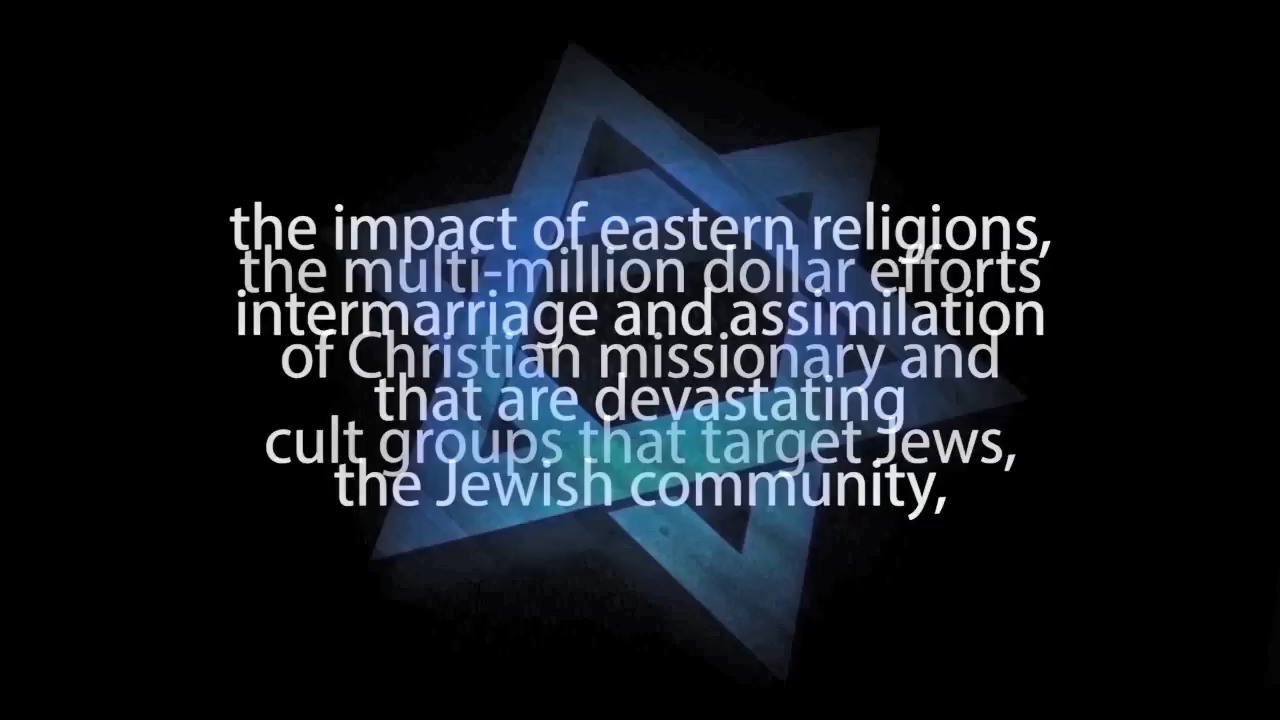 the impact of eastern religions,
the multi-million dollar efforts
intermarriage and assimilation
of Christian missionary and
that are devastating
cult groups that target Jews,
the Jewish community,